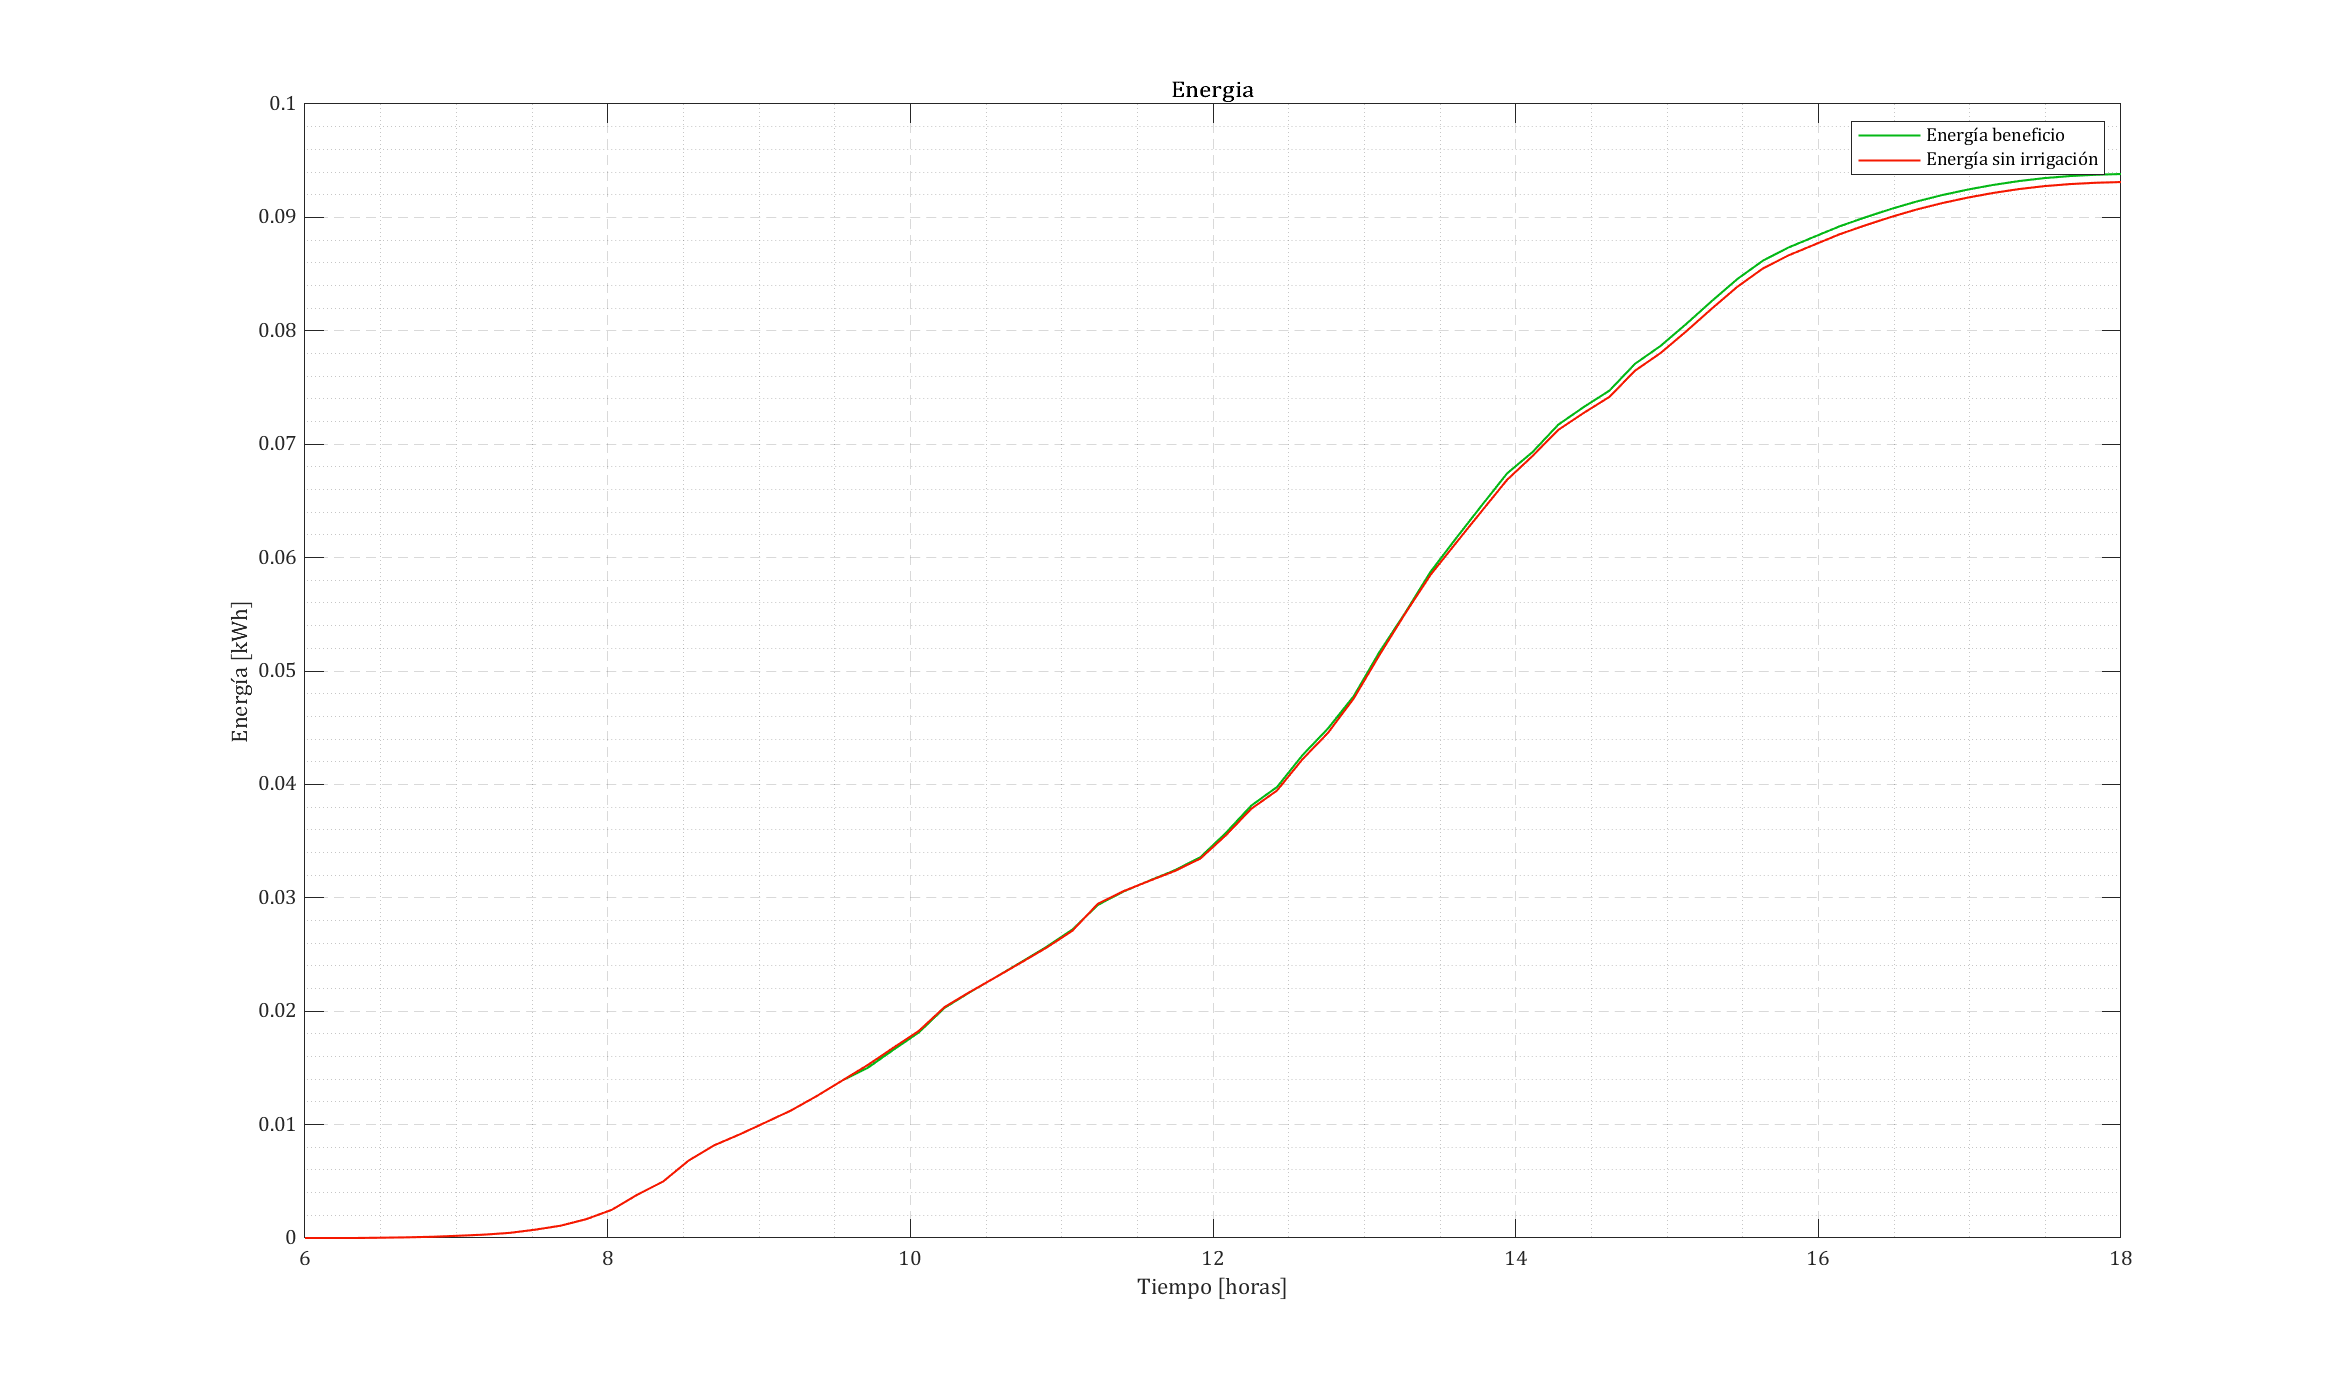 Energia
0.1
0.09
0.08
0.07
0.06
0.05
0.04
0.03
0.02
0.01
0
Energía [kWh]
Energía beneficio
Energía sin irrigación
6 8 10 12 14 16 18
Tiempo [horas]